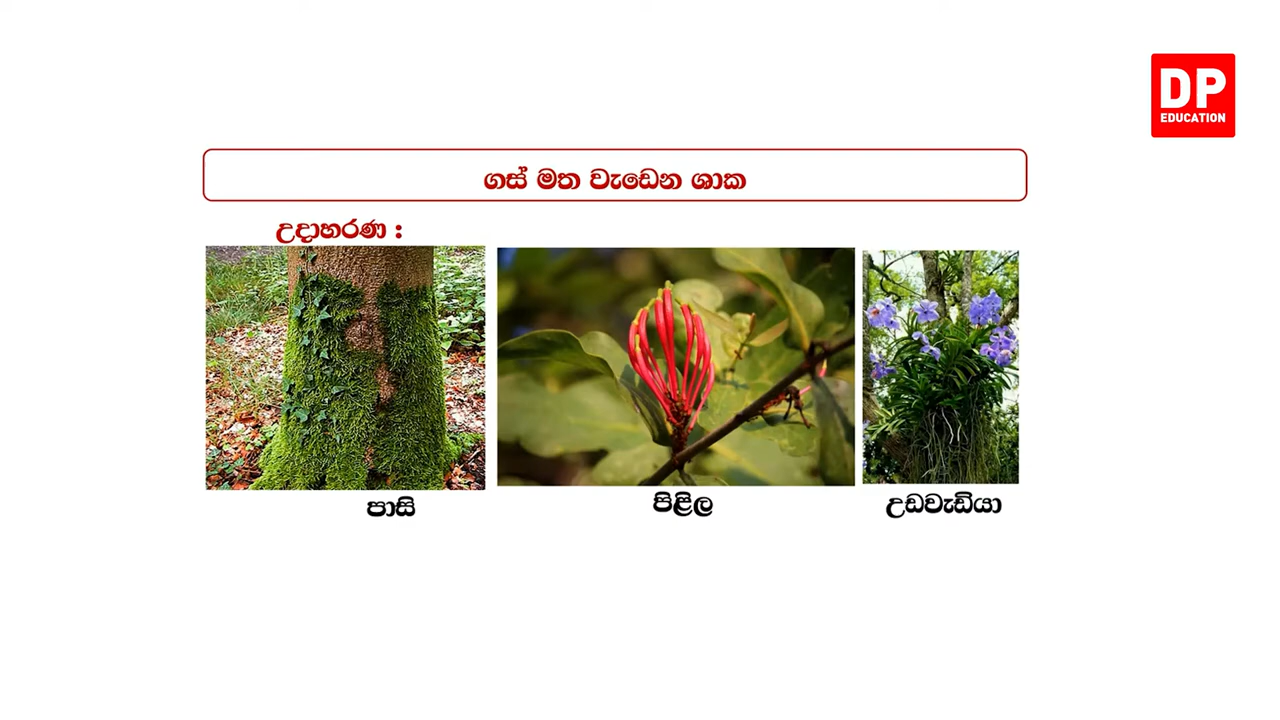 DP
EDUCATION
ගස් මත වැඩෙන ශාක
උදාහරණ :
පාසි
පිළිල
උඩවැඩියා